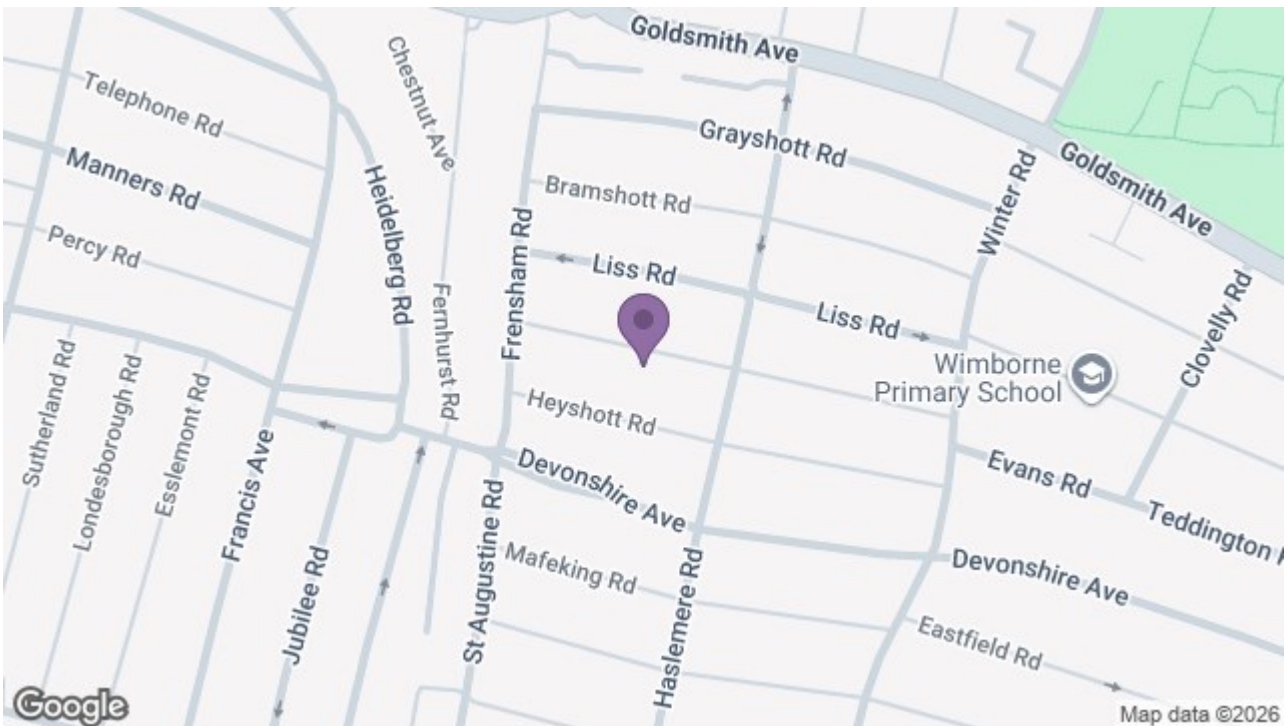 Goldsmith Ave
Chestnut Ave
Telephone Rd
Grayshott Rd
Goldsmith Ave
Manners Rd
Heidelberg Rd
Bramshott Rd
Winter Rd
Percy Rd
Frensham Rd
Liss Rd
Fernhurst Rd
Liss Rd
Clovelly Rd
Wimborne
Primary School
Sutherland Rd
Londesborough Rd
Esslemont Rd
Heyshott Rd
Francis Ave
Devonshire Ave
Evans Rd
Teddington
St Augustine Rd
Jubilee Rd
Mafeking Rd
Haslemere Rd
Devonshire Ave
Eastfield Rd
Google
Map data ©2026